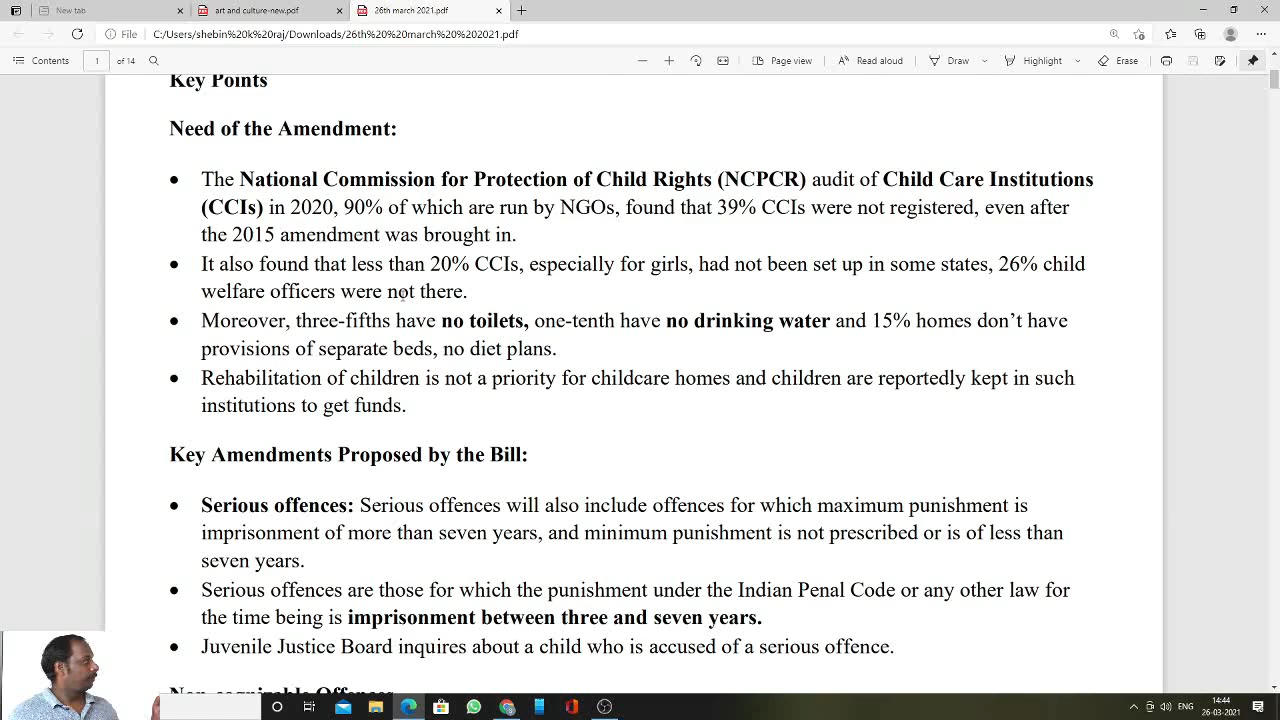 New tab
art and culture-new.pdf
26th march 2021.pdf
File
C:/Users/shebin%20k%20raj/Downloads/26th%20%20march%20%202021.pdf
Contents
1 of 14
Page view
Read aloud
Draw
Highlight
Erase
Key Points
Need of the Amendment:
• The National Commission for Protection of Child Rights (NCPCR) audit of Child Care Institutions
(CCIs) in 2020, 90% of which are run by NGOs, found that 39% CCIs were not registered, even after
the 2015 amendment was brought in.
• It also found that less than 20% CCIs, especially for girls, had not been set up in some states, 26% child
welfare officers were not there.
• Moreover, three-fifths have no toilets, one-tenth have no drinking water and 15% homes don’t have
provisions of separate beds, no diet plans.
• Rehabilitation of children is not a priority for childcare homes and children are reportedly kept in such
institutions to get funds.
Key Amendments Proposed by the Bill:
• Serious offences: Serious offences will also include offences for which maximum punishment is
imprisonment of more than seven years, and minimum punishment is not prescribed or is of less than
seven years.
• Serious offences are those for which the punishment under the Indian Penal Code or any other law for
the time being is imprisonment between three and seven years.
• Juvenile Justice Board inquires about a child who is accused of a serious offence.
Non-cognizable Offences
ENG
14:44
26-03-2021